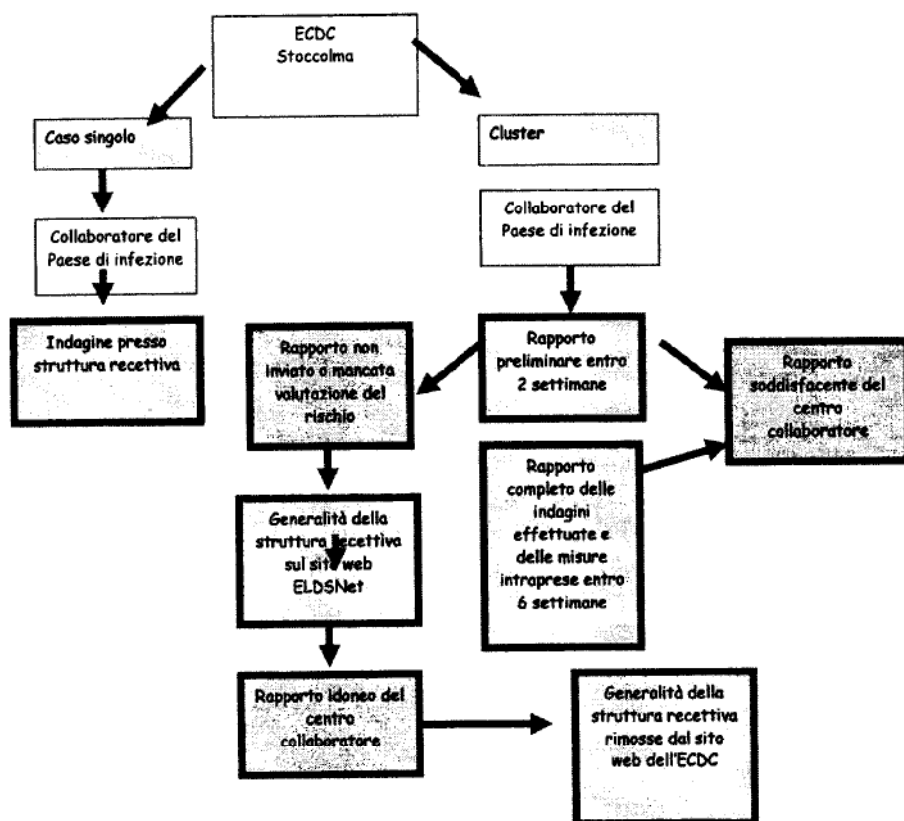 ECDC
Stoccolma
Caso singolo
Cluster
Collaboratore del
Paese di infezione
Collaboratore del
Paese di infezione
Indagine presso
struttura recettiva
Rapporto non
inviato o mancata
valutazione del
rischio
Rapporto
preliminare entro
2 settimane
Rapporto
soddisfacente del
centro
collaboratore
Rapporto
completo delle
indagini
effettuate e
delle misure
intraprese entro
6 settimane
Generalità della
struttura recettiva
sul sito web
ELDSNet
Rapporto idoneo del
centro
collaboratore
Generalità della
struttura recettiva
rimosse dal sito
web dell'ECDC